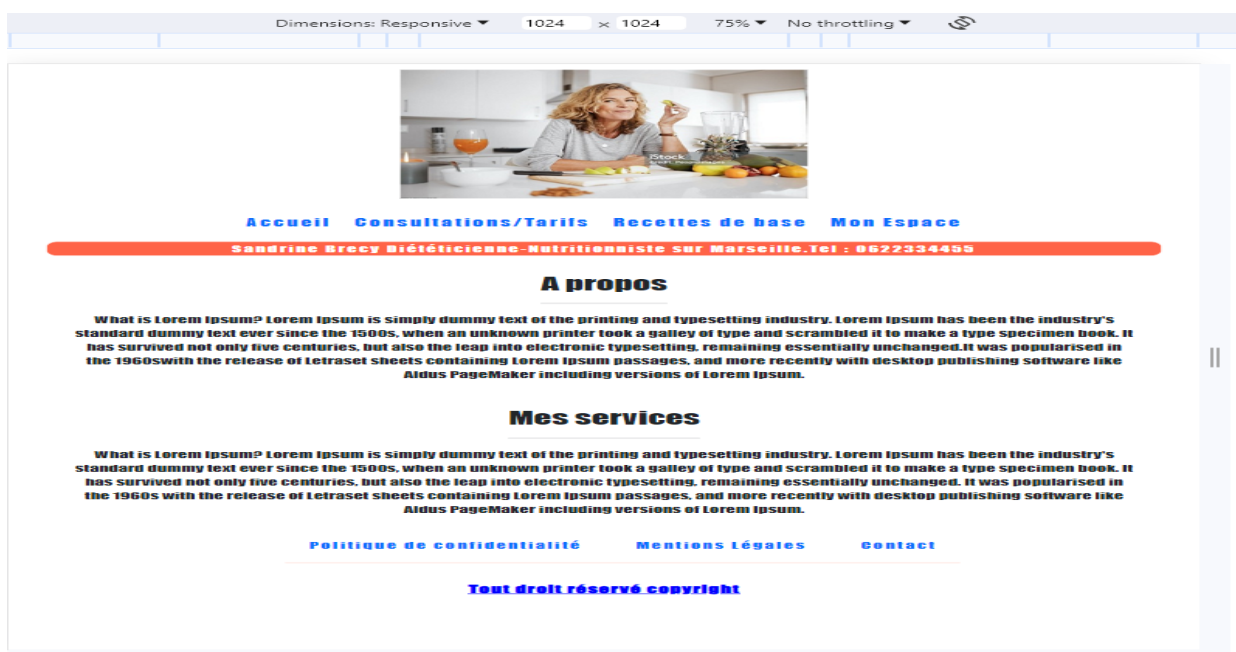 Dimensions: Responsive ▼ 1024 × 1024 75% ▼ No throttling ▼
iStock
Accueil Consultations/Tarifs Recettes de base Mon Espace
Sandrine Brecy Diététicienne-Nutritionniste sur Marseille.Tel : 0622334455
A propos
What is Lorem Ipsum? Lorem Ipsum is simply dummy text of the printing and typesetting industry. Lorem Ipsum has been the industry's
standard dummy text ever since the 1500s, when an unknown printer took a galley of type and scrambled it to make a type specimen book. It
has survived not only five centuries, but also the leap into electronic typesetting, remaining essentially unchanged.It was popularised in
the 1960swith the release of Letraset sheets containing Lorem Ipsum passages, and more recently with desktop publishing software like
Aldus PageMaker including versions of Lorem Ipsum.
Mes services
What is Lorem Ipsum? Lorem Ipsum is simply dummy text of the printing and typesetting industry. Lorem Ipsum has been the industry's
standard dummy text ever since the 1500s, when an unknown printer took a galley of type and scrambled it to make a type specimen book. It
has survived not only five centuries, but also the leap into electronic typesetting, remaining essentially unchanged. It was popularised in
the 1960s with the release of Letraset sheets containing Lorem Ipsum passages, and more recently with desktop publishing software like
Aldus PageMaker including versions of Lorem Ipsum.
Politique de confidentialité Mentions Légales Contact
Tout droit réservé copyright